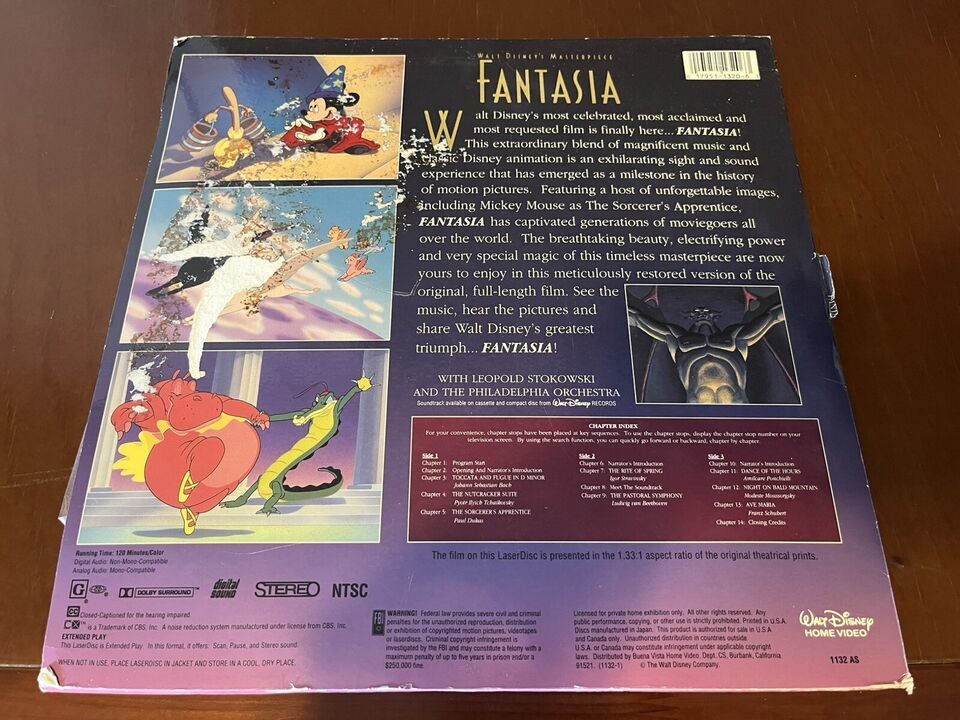 WALT DISNEY'S MASTERPIECE
FANTASIA
Walt Disney's most celebrated, most acclaimed and
most requested film is finally here... FANTASIA!
This extraordinary blend of magnificent music and
classic Disney animation is an exhilarating sight and sound
experience that has emerged as a milestone in the history
of motion pictures. Featuring a host of unforgettable images,
including Mickey Mouse as The Sorcerer's Apprentice,
FANTASIA has captivated generations of moviegoers all
over the world. The breathtaking beauty, electrifying power
and very special magic of this timeless masterpiece are now
yours to enjoy in this meticulously restored version of the
original, full-length film. See the
music, hear the pictures and
share Walt Disney's greatest
triumph... FANTASIA!
WITH LEOPOLD STOKOWSKI
AND THE PHILADELPHIA ORCHESTRA
Soundtrack available on cassette and compact disc from Walt Disney RECORDS
CHAPTER INDEX
For your convenience, chapter stops have been placed at key sequences. To use the chapter stops, display the chapter stop number on your
television screen. By using the search function, you can quickly go forward or backward, chapter by chapter.
Side 1
Chapter 1: Program Start
Chapter 2: Opening And Narrator's Introduction
Chapter 3: TOCCATA AND FUGUE IN D MINOR
Johann Sebastian Bach
Chapter 4: THE NUTCRACKER SUITE
Pyotr Ilyich Tchaikovsky
Chapter 5: THE SORCERER'S APPRENTICE
Paul Dukas
Side 2
Chapter 6: Narrator's Introduction
Chapter 7: THE RITE OF SPRING
Igor Stravinsky
Chapter 8: Meet The Soundtrack
Chapter 9: THE PASTORAL SYMPHONY
Ludwig van Beethoven
Side 3
Chapter 10: Narrator's Introduction
Chapter 11: DANCE OF THE HOURS
Amilcare Ponchielli
Chapter 12: NIGHT ON BALD MOUNTAIN
Modeste Moussorgsky
Chapter 13: AVE MARIA
Franz Schubert
Chapter 14: Closing Credits
Running Time: 120 Minutes/Color
Digital Audio: Non-Mono-Compatible
Analog Audio: Mono-Compatible
The film on this LaserDisc is presented in the 1.33:1 aspect ratio of the original theatrical prints.
G DOLBY SURROUND digital SOUND STEREO NTSC
CC Closed-Captioned for the hearing impaired.
CX is a Trademark of CBS, Inc. A noise reduction system manufactured under license from CBS, Inc.
EXTENDED PLAY
This LaserDisc is Extended Play. In this format, it offers: Scan, Pause, and Stereo sound.
WHEN NOT IN USE, PLACE LASERDISC IN JACKET AND STORE IN A COOL, DRY PLACE.
FBI WARNING! Federal law provides severe civil and criminal
penalties for the unauthorized reproduction, distribution
or exhibition of copyrighted motion pictures, videotapes
or laserdiscs. Criminal copyright infringement is
investigated by the FBI and may constitute a felony with a
maximum penalty of up to five years in prison and/or a
$250,000 fine.
Licensed for private home exhibition only. All other rights reserved. Any
public performance, copying, or other use is strictly prohibited. Printed in U.S.A.
Discs manufactured in Japan. This product is authorized for sale in U.S.A.
and Canada only. Unauthorized distribution in countries outside
U.S.A. or Canada may constitute infringement under applicable copyright
laws. Distributed by Buena Vista Home Video, Dept. CS, Burbank, California
91521. (1132-1) © The Walt Disney Company.
Walt Disney
HOME VIDEO
1132 AS